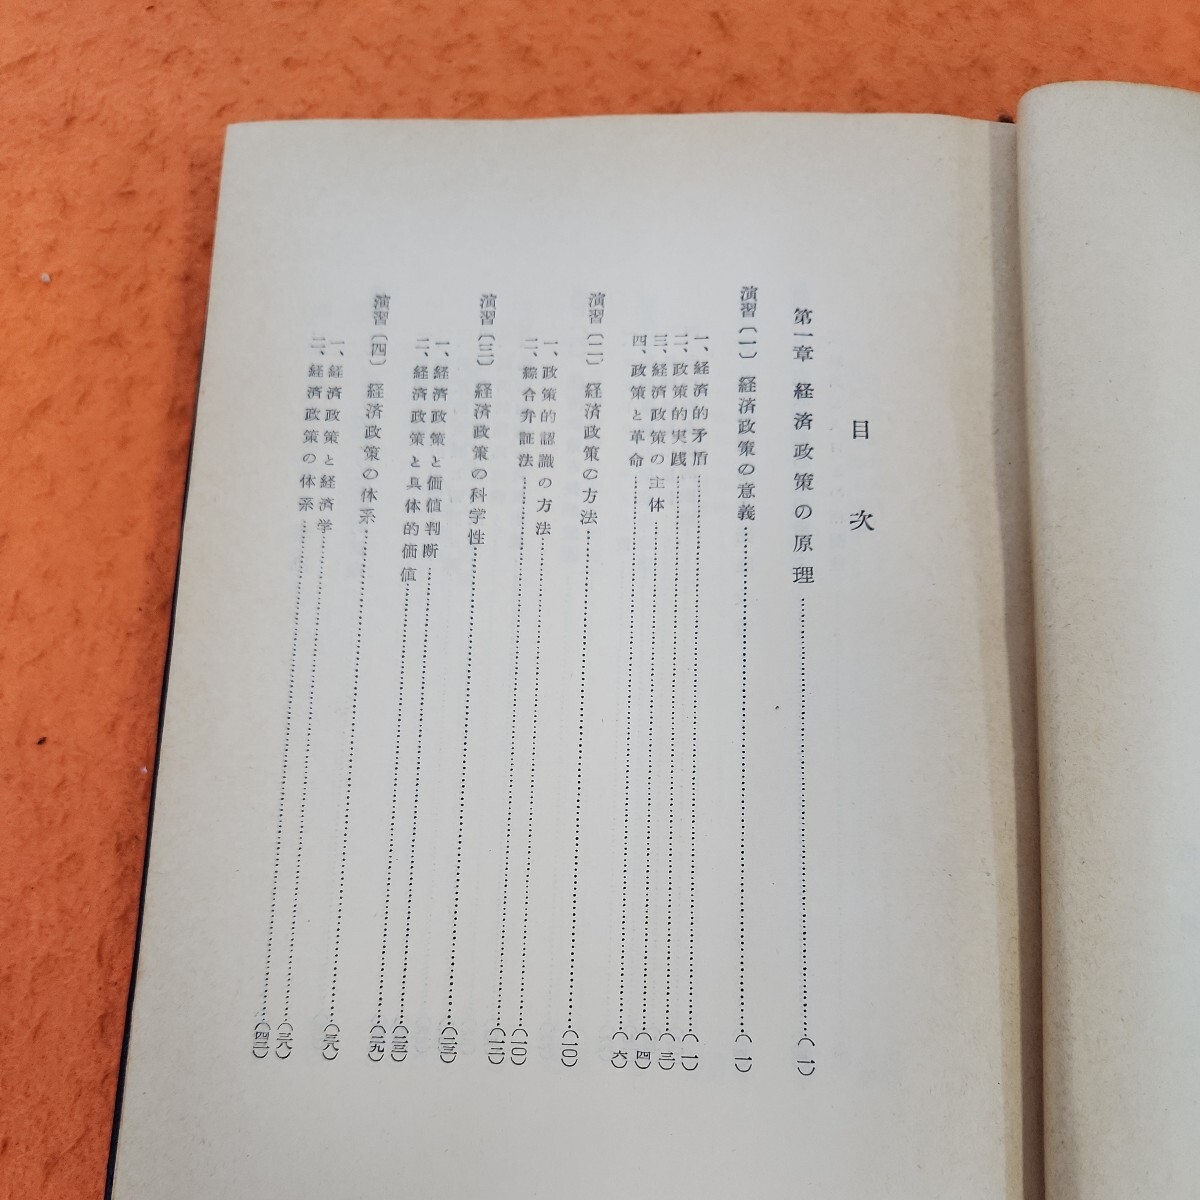 目次
第一章 経済政策の原理……(一)
演習〔一〕 経済政策の意義……(一)
一、経済的矛盾……(一)
二、政策的実践……(三)
三、経済政策の主体……(四)
四、政策と革命……(六)
演習〔二〕 経済政策の方法……(一〇)
一、政策的認識の方法……(一〇)
二、綜合弁証法……
演習〔三〕 経済政策の科学性……(二三)
一、経済政策と価値判断……(二三)
二、経済政策と具体的価値……(二九)
演習〔四〕 経済政策の体系……(三八)
一、経済政策と経済学……(三八)
二、経済政策の体系……